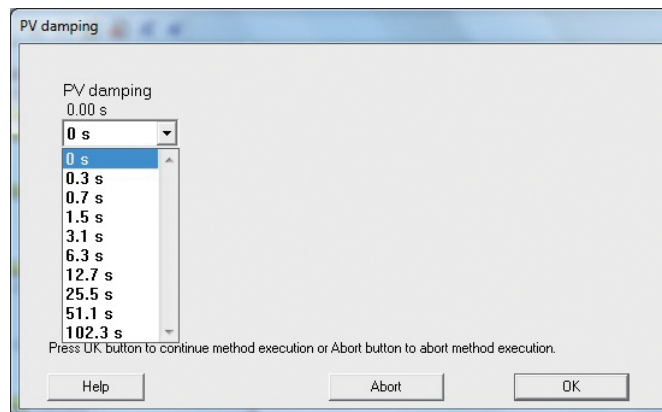 PV damping
PV damping
0.00 s
0 s
0 s
0.3 s
0.7 s
1.5 s
3.1 s
6.3 s
12.7 s
25.5 s
51.1 s
102.3 s
Press OK button to continue method execution or Abort button to abort method execution.
Help
Abort
OK